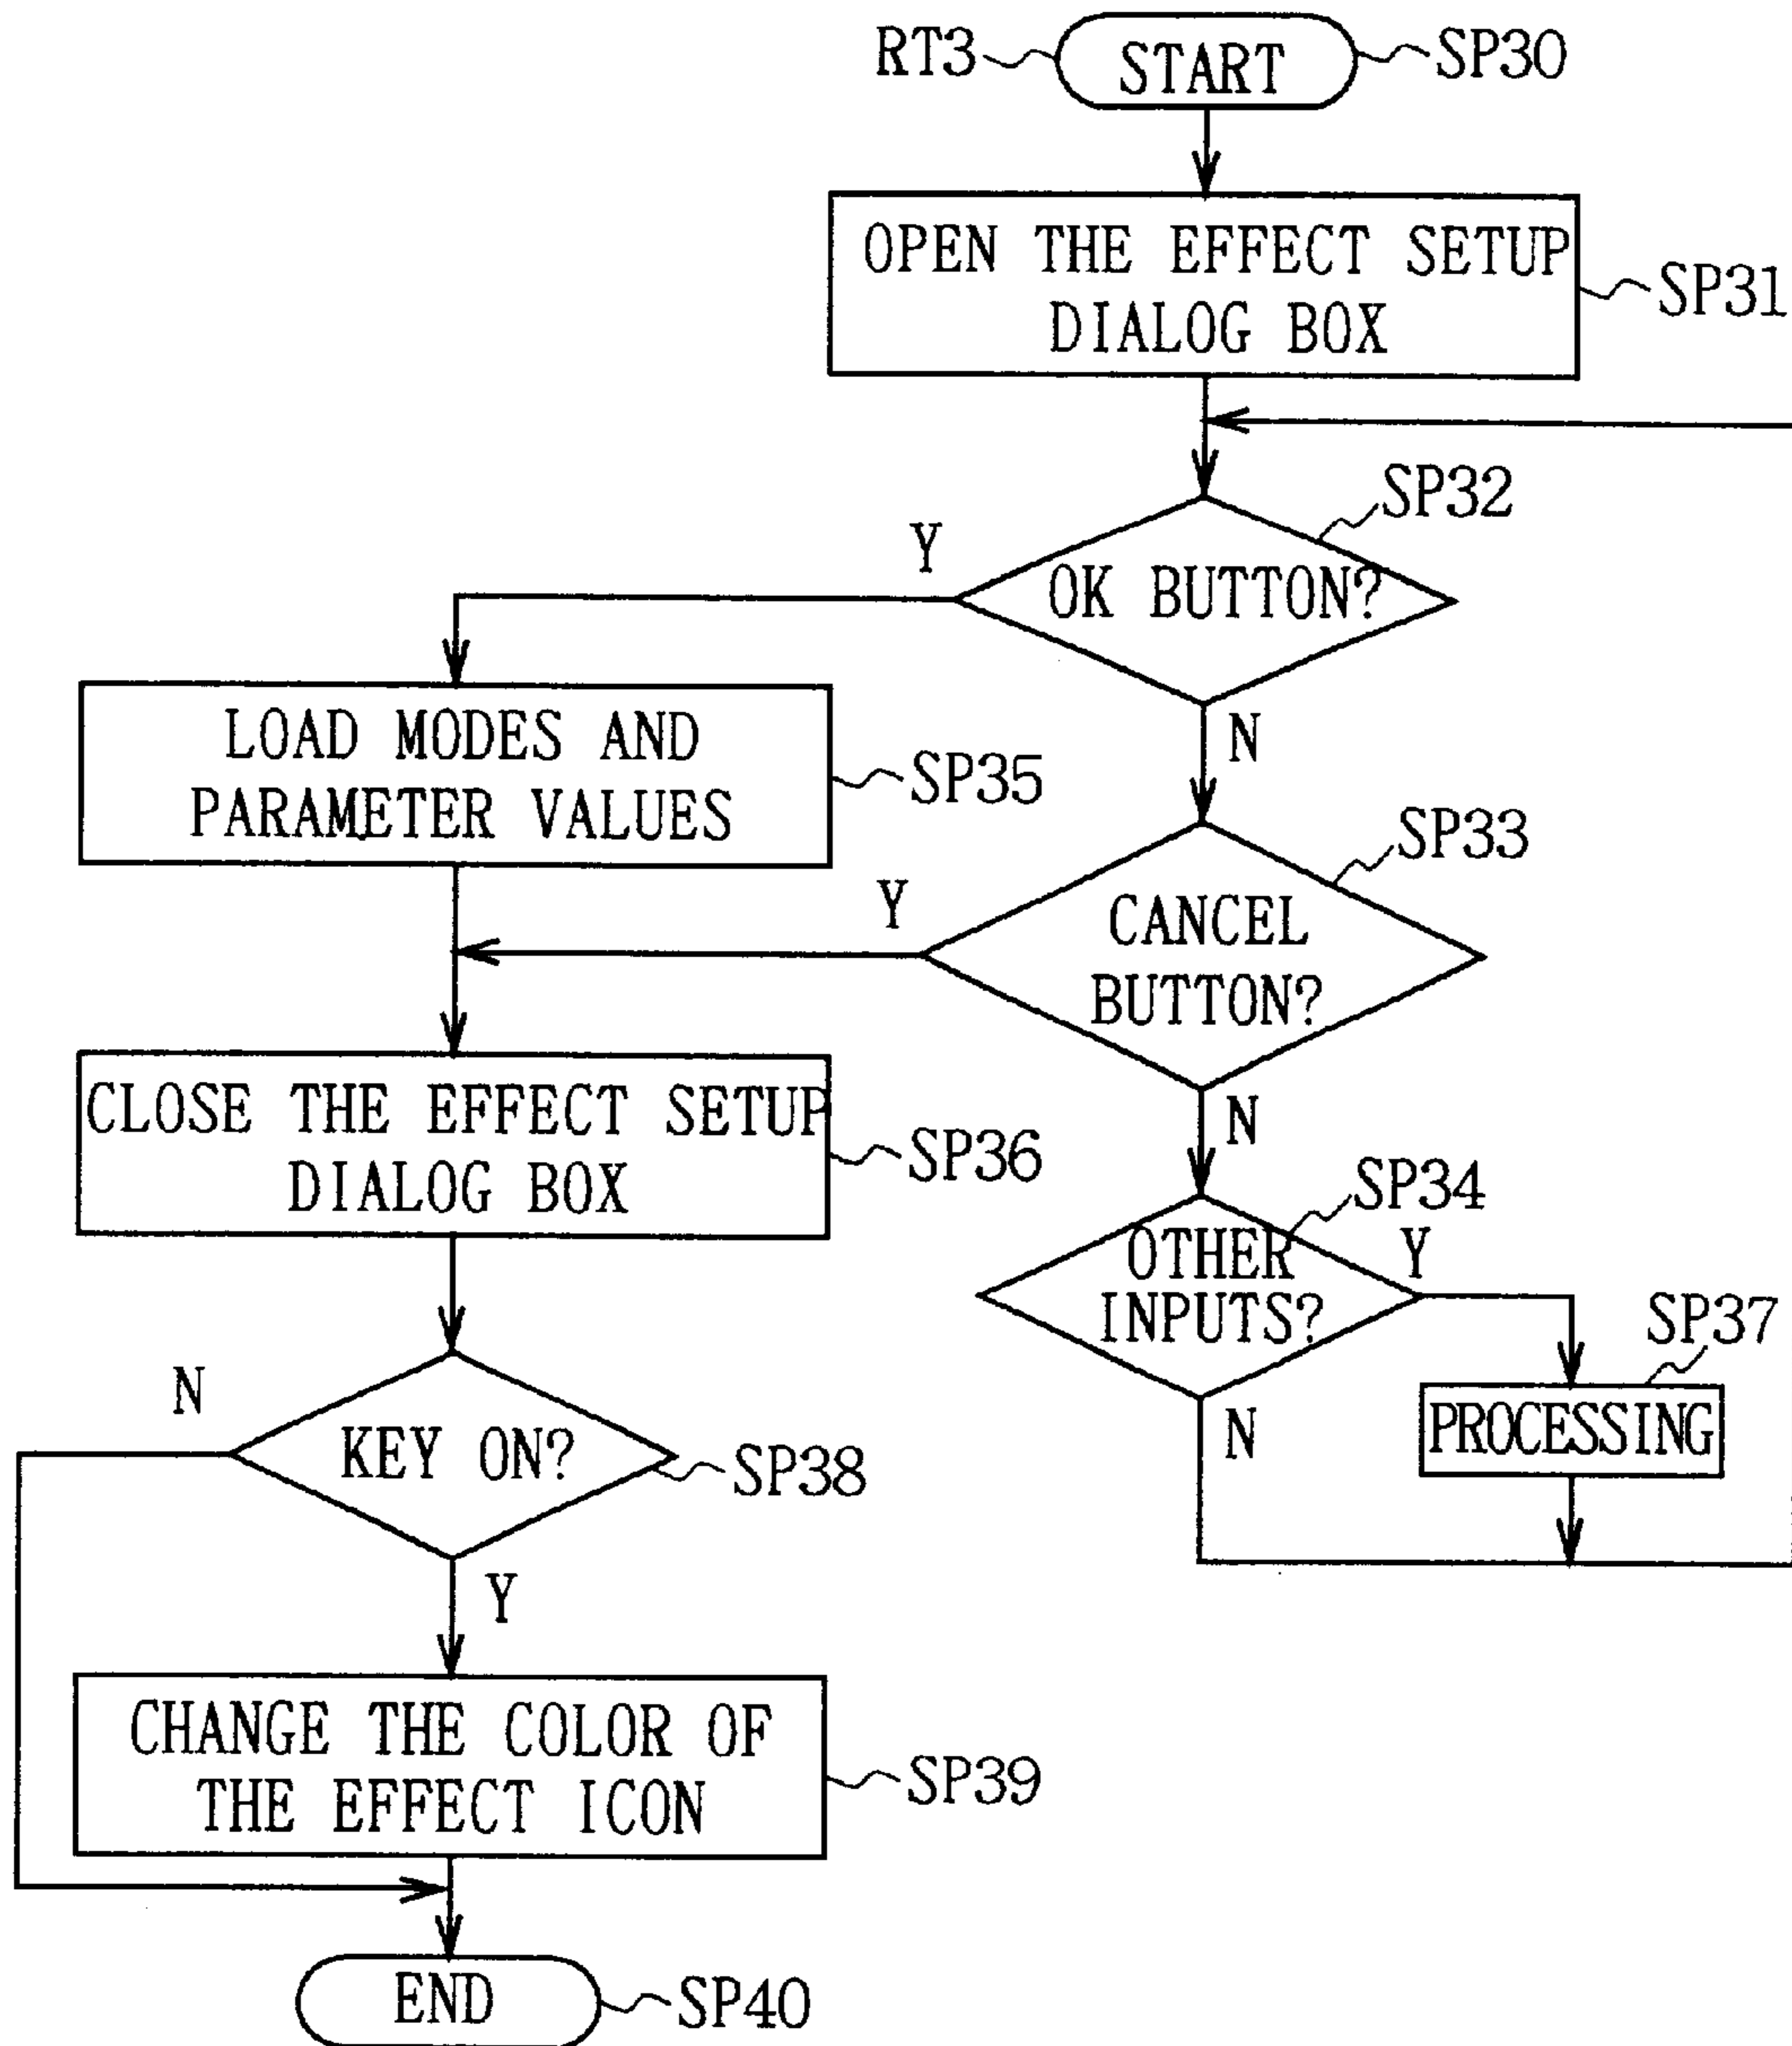 RT3
START
SP30
OPEN THE EFFECT SETUP
DIALOG BOX
SP31
SP32
Y
OK BUTTON?
N
LOAD MODES AND
PARAMETER VALUES
SP35
SP33
Y
CANCEL
BUTTON?
N
CLOSE THE EFFECT SETUP
DIALOG BOX
SP36
SP34
OTHER
INPUTS?
Y
N
SP37
PROCESSING
N
KEY ON?
SP38
Y
CHANGE THE COLOR OF
THE EFFECT ICON
SP39
END
SP40